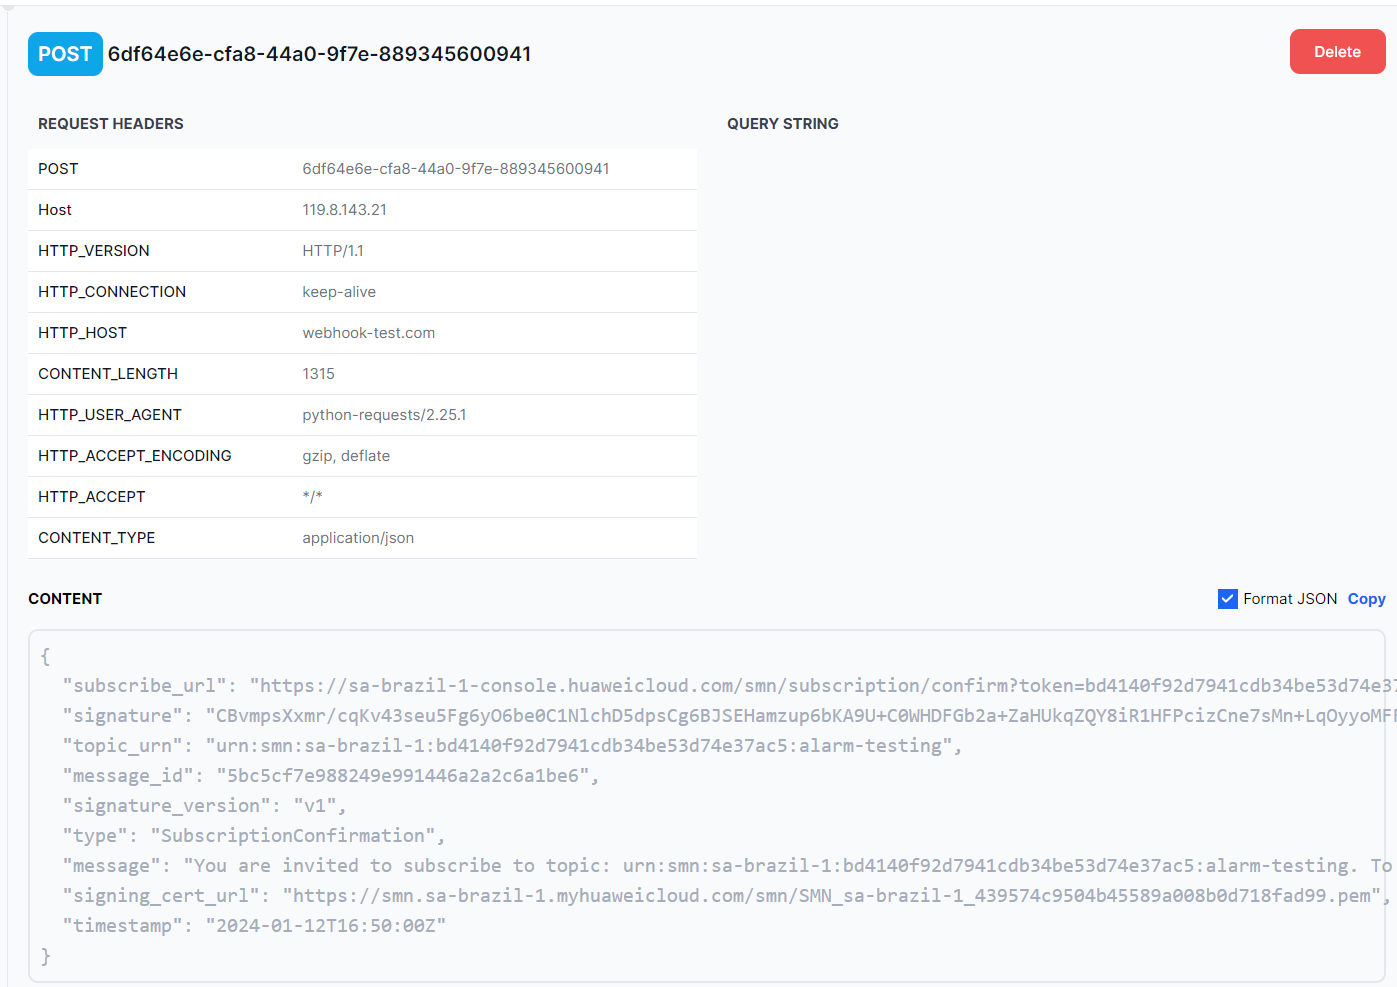 POST 6df64e6e-cfa8-44a0-9f7e-889345600941
Delete
REQUEST HEADERS
QUERY STRING
POST 6df64e6e-cfa8-44a0-9f7e-889345600941
Host 119.8.143.21
HTTP_VERSION HTTP/1.1
HTTP_CONNECTION keep-alive
HTTP_HOST webhook-test.com
CONTENT_LENGTH 1315
HTTP_USER_AGENT python-requests/2.25.1
HTTP_ACCEPT_ENCODING gzip, deflate
HTTP_ACCEPT */*
CONTENT_TYPE application/json
CONTENT
Format JSON Copy
{
"subscribe_url": "https://sa-brazil-1-console.huaweicloud.com/smn/subscription/confirm?token=bd4140f92d7941cdb34be53d74e37
"signature": "CBvmpsXxmr/cqKv43seu5Fg6yO6be0C1NlchD5dpsCg6BJSEHamzup6bKA9U+C0WHDFGb2a+ZaHUkqZQY8iR1HFPcizCne7sMn+LqOyyoMF
"topic_urn": "urn:smn:sa-brazil-1:bd4140f92d7941cdb34be53d74e37ac5:alarm-testing",
"message_id": "5bc5cf7e988249e991446a2a2c6a1be6",
"signature_version": "v1",
"type": "SubscriptionConfirmation",
"message": "You are invited to subscribe to topic: urn:smn:sa-brazil-1:bd4140f92d7941cdb34be53d74e37ac5:alarm-testing. To
"signing_cert_url": "https://smn.sa-brazil-1.myhuaweicloud.com/smn/SMN_sa-brazil-1_439574c9504b45589a008b0d718fad99.pem",
"timestamp": "2024-01-12T16:50:00Z"
}